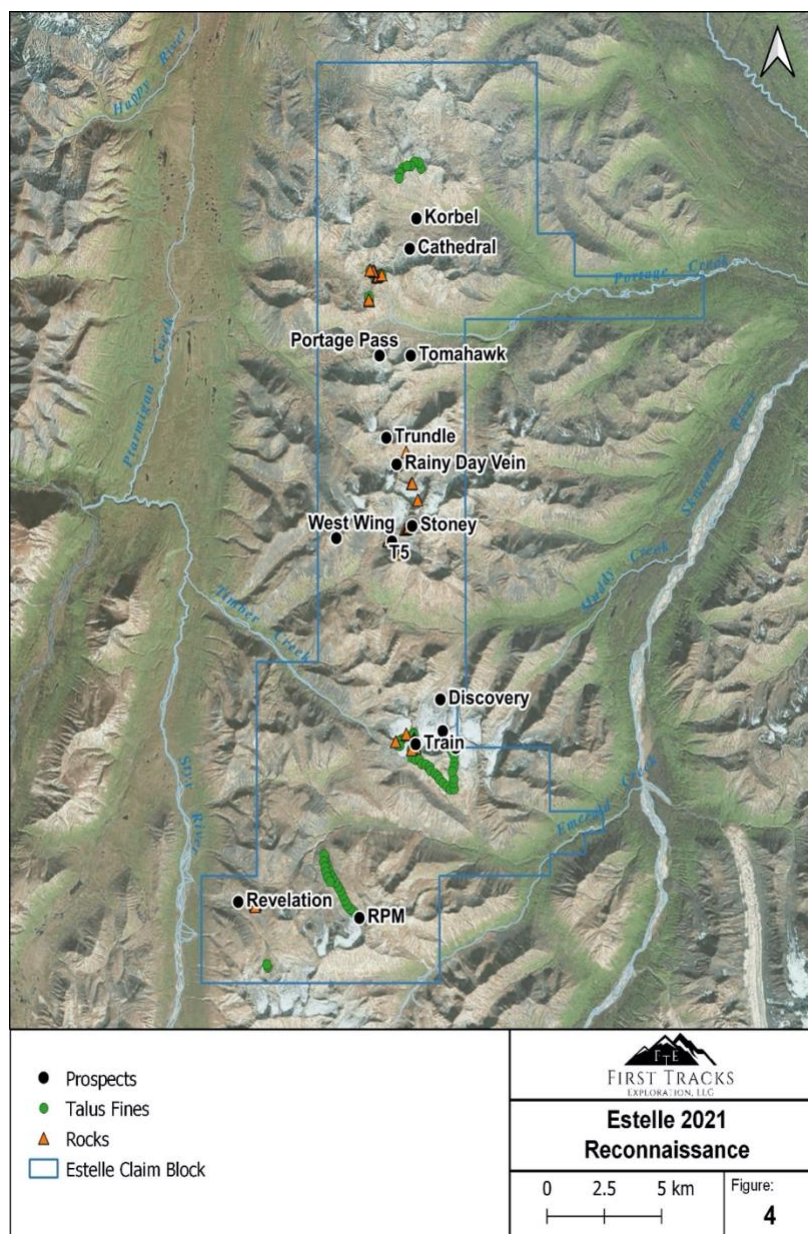 Happy River
Korbel
Cathedral
Portage Creek
Portage Pass
Tomahawk
Ptarmigan Creek
Trundle
Rainy Day Vein
Skwentna River
West Wing
Stoney
T5
Muddy Creek
Timber Creek
Discovery
Train
Emerald Creek
Styx River
Revelation
RPM
Prospects
Talus Fines
Rocks
Estelle Claim Block
FTE
FIRST TRACKS
EXPLORATION, LLC
Estelle 2021
Reconnaissance
0 2.5 5 km
Figure:
4